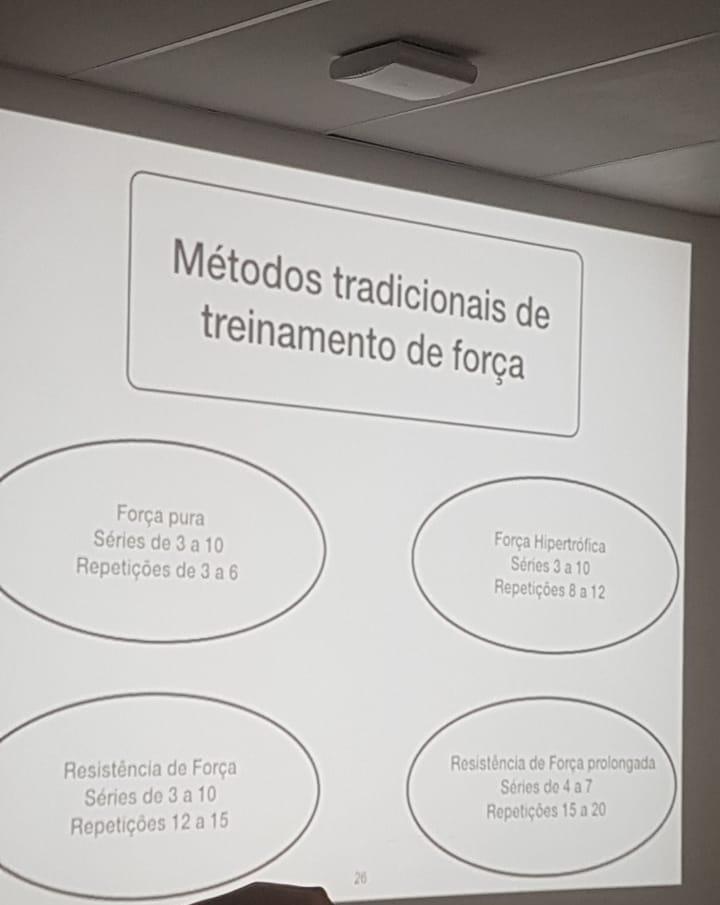 Métodos tradicionais de
treinamento de força
Força pura
Séries de 3 a 10
Repetições de 3 a 6
Força Hipertrófica
Séries 3 a 10
Repetições 8 a 12
Resistência de Força
Séries de 3 a 10
Repetições 12 a 15
Resistência de Força prolongada
Séries de 4 a 7
Repetições 15 a 20
26